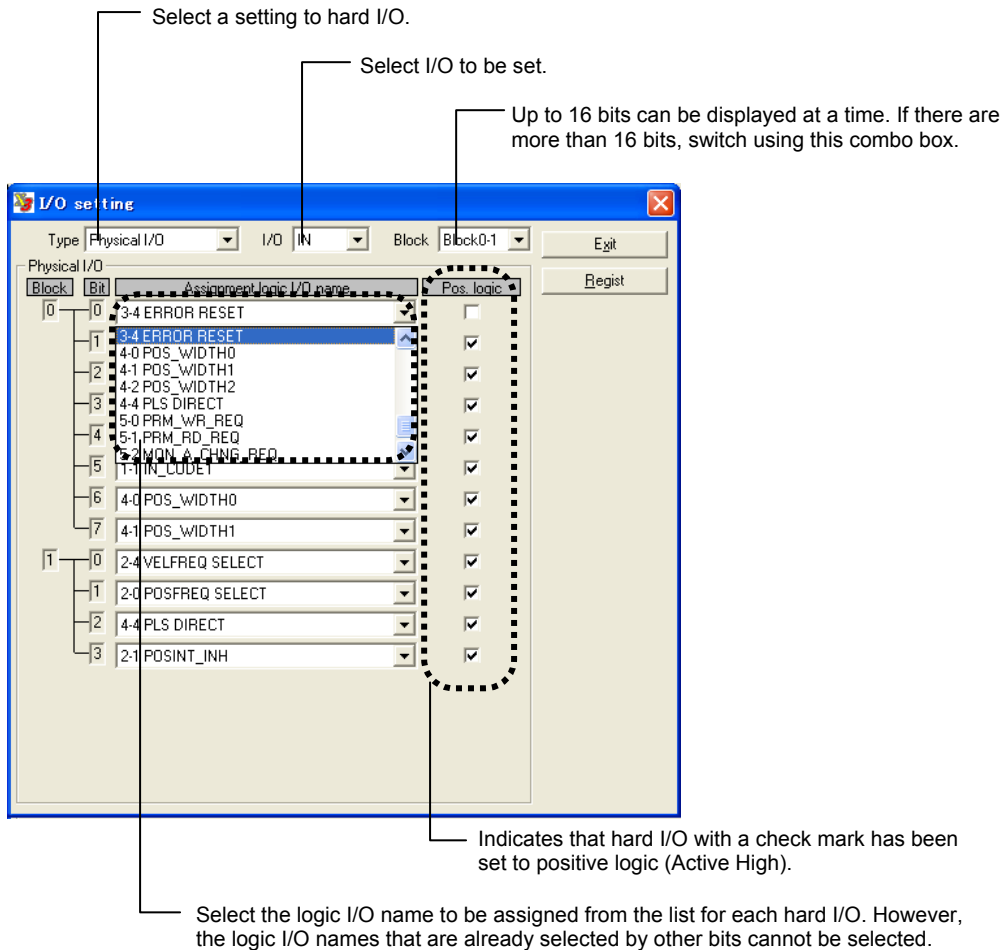 Select a setting to hard I/O.
Select I/O to be set.
Up to 16 bits can be displayed at a time. If there are
more than 16 bits, switch using this combo box.
I/O setting
Type Physical I/O I/O IN Block Block0-1 Exit
Physical I/O
Regist
Block Bit Assignment logic I/O name Pos. logic
0 0 3-4 ERROR RESET
3-4 ERROR RESET
1
4-0 POS_WIDTH0
4-1 POS_WIDTH1
2
4-2 POS_WIDTH2
4-4 PLS DIRECT
3
5-0 PRM_WR_REQ
5-1 PRM_RD_REQ
4
5-2 MON_A_CHNG_REQ
5 1-1 IN_CODE1
6 4-0 POS_WIDTH0
7 4-1 POS_WIDTH1
1 0 2-4 VELFREQ SELECT
1 2-0 POSFREQ SELECT
2 4-4 PLS DIRECT
3 2-1 POSINT_INH
Indicates that hard I/O with a check mark has been
set to positive logic (Active High).
Select the logic I/O name to be assigned from the list for each hard I/O. However,
the logic I/O names that are already selected by other bits cannot be selected.